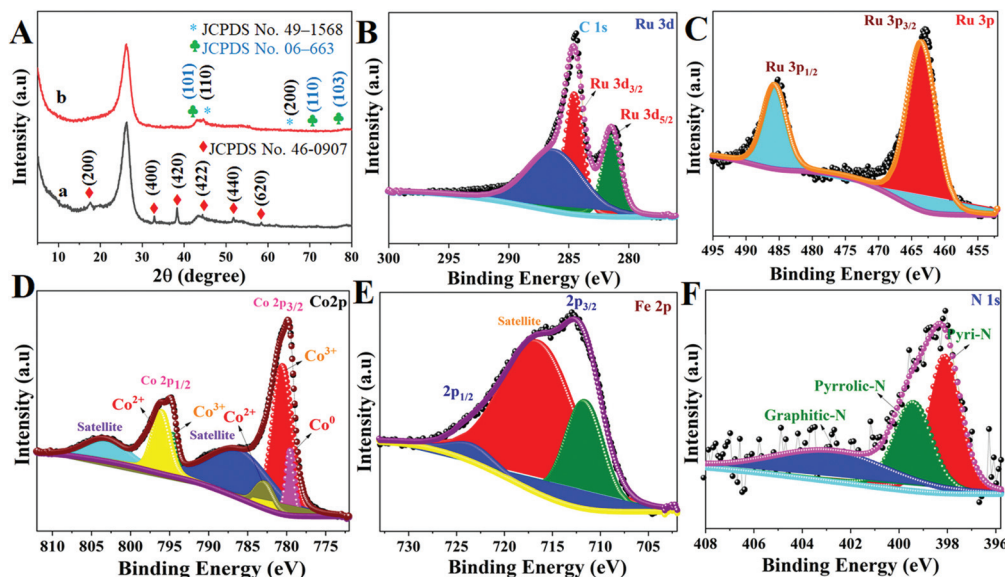 A
* JCPDS No. 49–1568
♣ JCPDS No. 06–663
(101)
(110)
(200)
(110)
(103)
b
♦ JCPDS No. 46-0907
a
(200)
(400)
(420)
(422)
(440)
(620)
Intensity (a.u)
10 20 30 40 50 60 70 80
2θ (degree)
B
C 1s
Ru 3d
Ru 3d3/2
Ru 3d5/2
Intensity (a.u)
300 295 290 285 280
Binding Energy (eV)
C
Ru 3p3/2
Ru 3p
Ru 3p1/2
Intensity (a.u)
495 490 485 480 475 470 465 460 455
Binding Energy (eV)
D
Co 2p3/2
Co2p
Co3+
Co 2p1/2
Co2+
Co3+
Co2+
Satellite
Satellite
Co0
Intensity (a.u)
810 805 800 795 790 785 780 775
Binding Energy (eV)
E
2p3/2
Fe 2p
Satellite
2p1/2
Intensity (a.u)
730 725 720 715 710 705
Binding Energy (eV)
F
N 1s
Pyri-N
Pyrrolic-N
Graphitic-N
Intensity (a.u)
408 406 404 402 400 398 396
Binding Energy (eV)